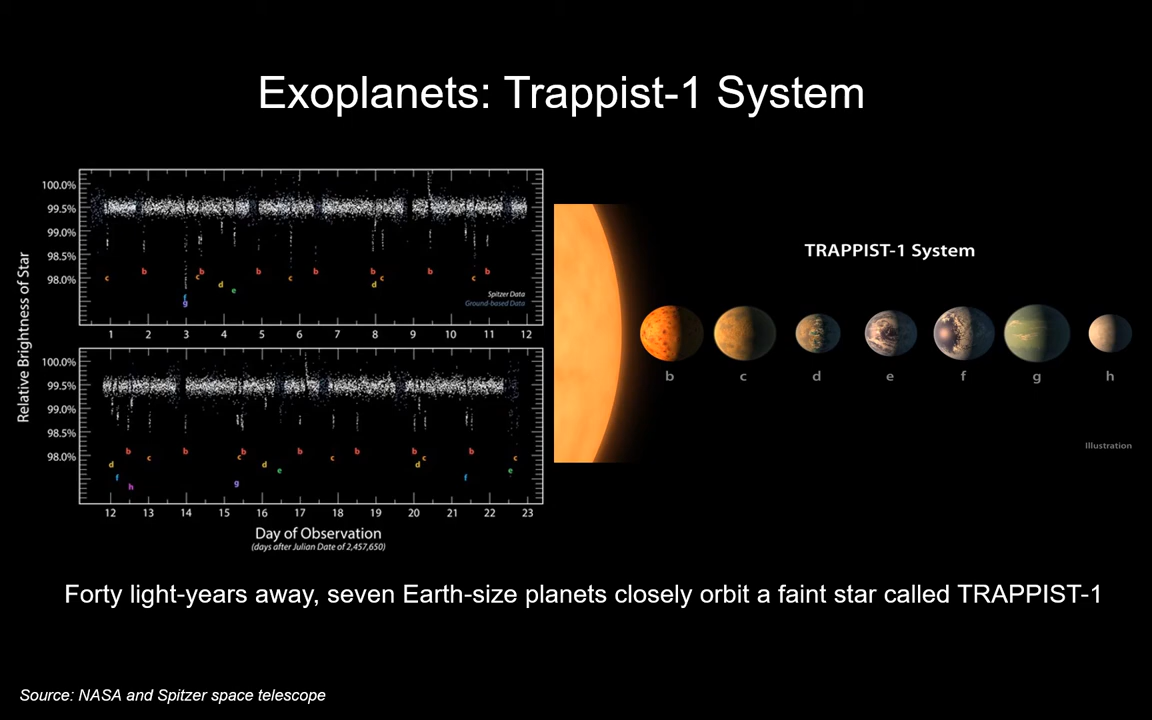 Exoplanets: Trappist-1 System
Relative Brightness of Star
100.0%
99.5%
99.0%
98.5%
98.0%
c b f g c b d e b c b b d c b c b
Spitzer Data
Ground-based Data
1 2 3 4 5 6 7 8 9 10 11 12
100.0%
99.5%
99.0%
98.5%
98.0%
d f b h c b g c b d e b c b b d c f b e c
12 13 14 15 16 17 18 19 20 21 22 23
Day of Observation
(days after Julian Date of 2,457,650)
TRAPPIST-1 System
b c d e f g h
Illustration
Forty light-years away, seven Earth-size planets closely orbit a faint star called TRAPPIST-1
Source: NASA and Spitzer space telescope